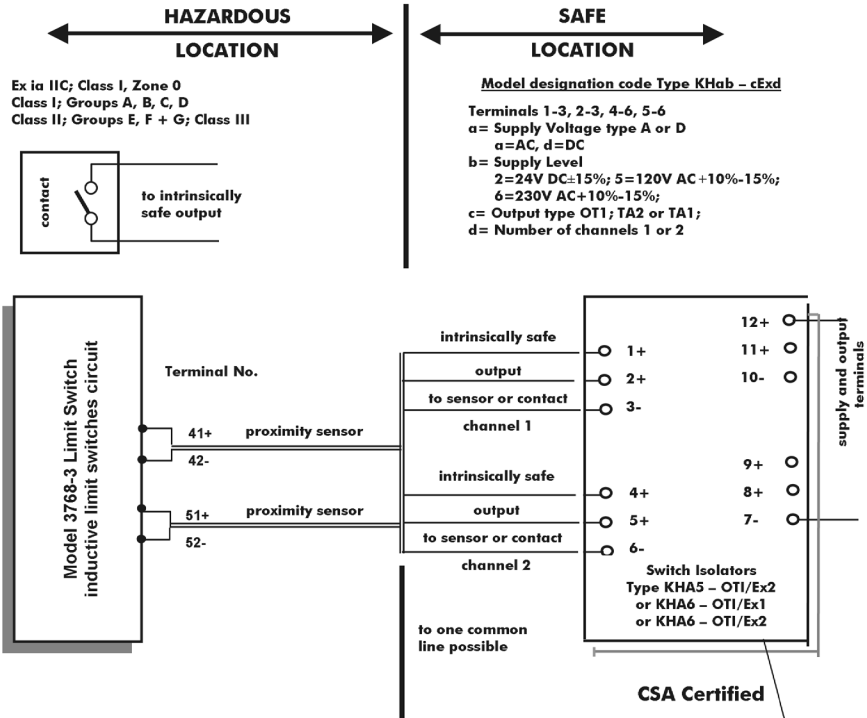 HAZARDOUS
LOCATION
SAFE
LOCATION
Ex ia IIC; Class I, Zone 0
Class I; Groups A, B, C, D
Class II; Groups E, F + G; Class III
contact
to intrinsically
safe output
Model designation code Type KHab – cExd
Terminals 1-3, 2-3, 4-6, 5-6
a= Supply Voltage type A or D
a=AC, d=DC
b= Supply Level
2=24V DC±15%; 5=120V AC+10%-15%;
6=230V AC+10%-15%;
c= Output type OT1; TA2 or TA1;
d= Number of channels 1 or 2
Model 3768-3 Limit Switch
inductive limit switches circuit
Terminal No.
41+
42-
proximity sensor
51+
52-
proximity sensor
intrinsically safe
output
to sensor or contact
channel 1
intrinsically safe
output
to sensor or contact
channel 2
1+
2+
3-
4+
5+
6-
12+
11+
10-
9+
8+
7-
supply and output
terminals
Switch Isolators
Type KHA5 – OTI/Ex2
or KHA6 – OTI/Ex1
or KHA6 – OTI/Ex2
to one common
line possible
CSA Certified